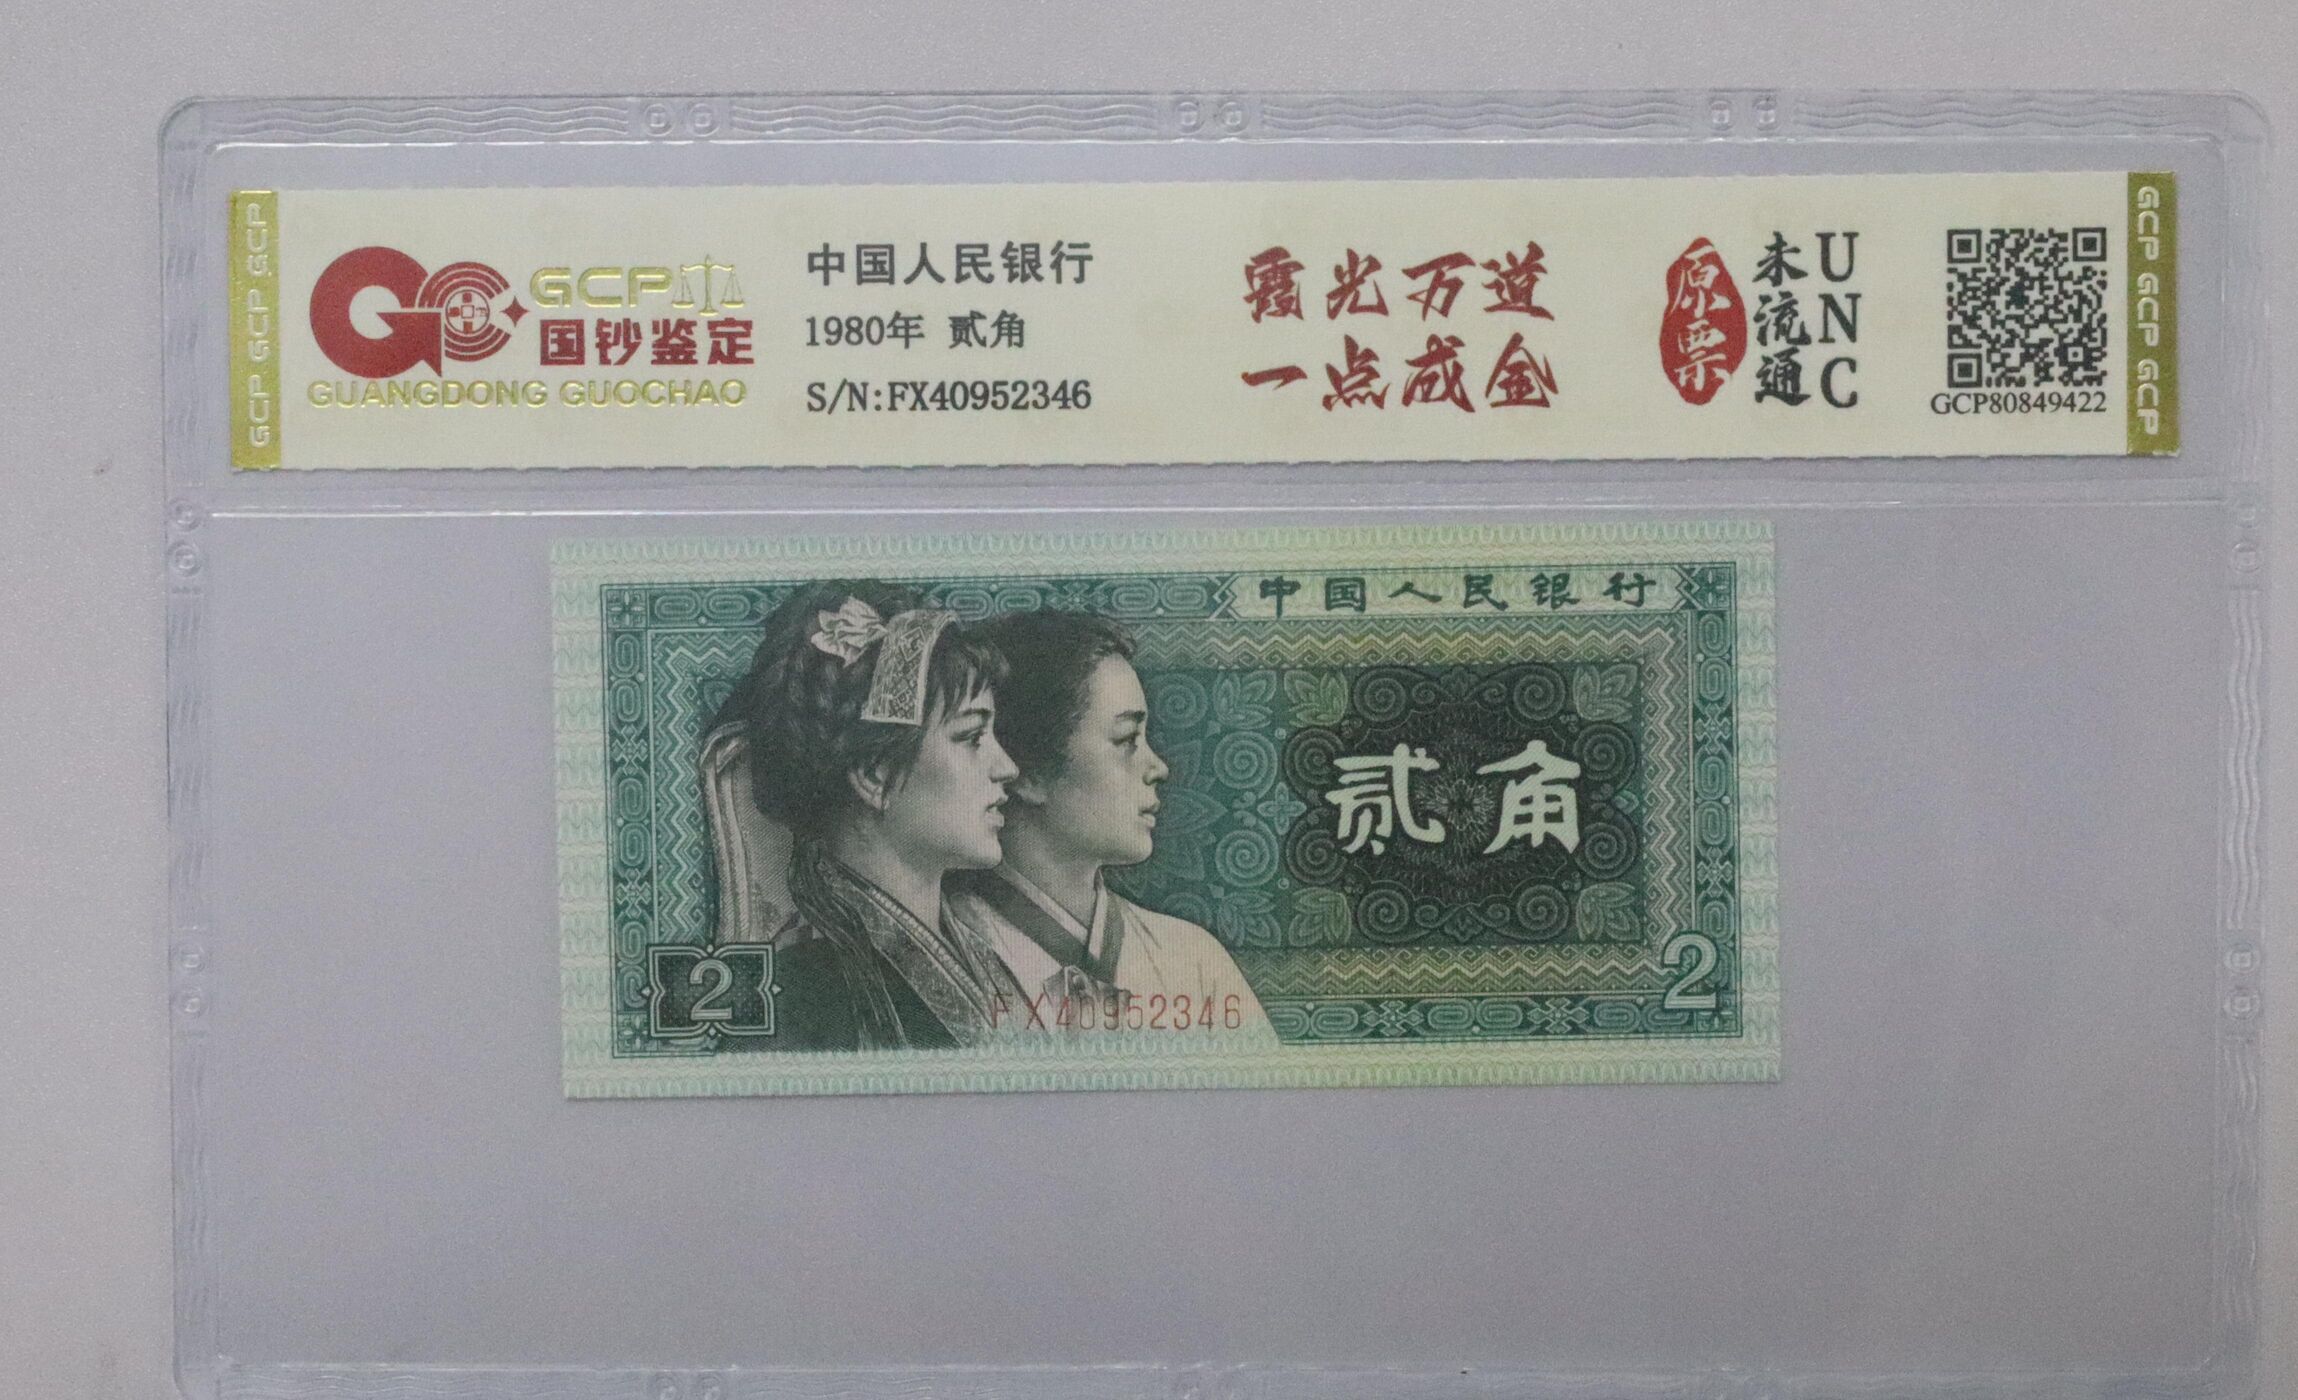 GCP GCP GCP
GCP
国钞鉴定
GUANGDONG GUOCHAO
中国人民银行
1980年 贰角
S/N:FX40952346
霞光万道
一点成金
原票
未流通
UNC
GCP80849422
GCP GCP GCP
中国人民银行
贰角
2
2
FX40952346